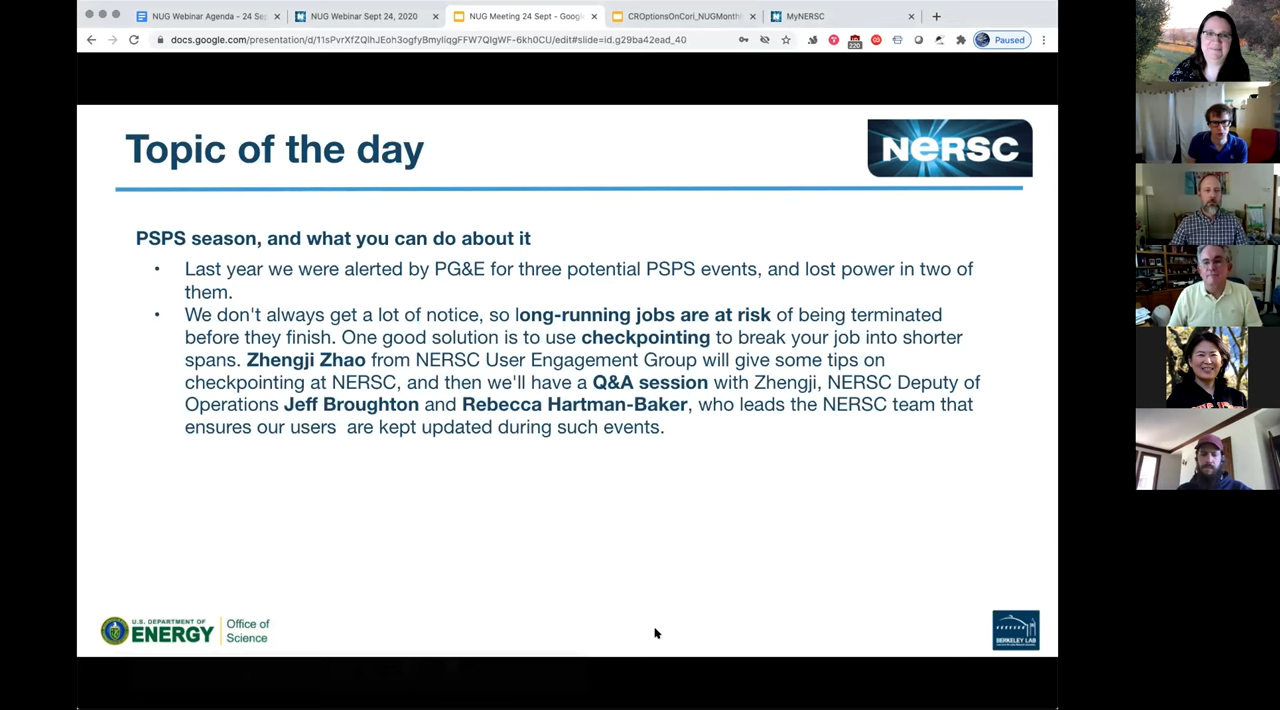 NUG Webinar Agenda - 24 Se
NUG Webinar Sept 24, 2020
NUG Meeting 24 Sept - Googl
CROptionsOnCori_NUGMonth
MyNERSC
docs.google.com/presentation/d/11sPvrXfZQlhJEoh3ogfyBmyIiqgFFW7QIgWF-6kh0CU/edit#slide=id.g29ba42ead_40
220
Paused
Topic of the day
NERSC
PSPS season, and what you can do about it
• Last year we were alerted by PG&E for three potential PSPS events, and lost power in two of
them.
• We don't always get a lot of notice, so long-running jobs are at risk of being terminated
before they finish. One good solution is to use checkpointing to break your job into shorter
spans. Zhengji Zhao from NERSC User Engagement Group will give some tips on
checkpointing at NERSC, and then we'll have a Q&A session with Zhengji, NERSC Deputy of
Operations Jeff Broughton and Rebecca Hartman-Baker, who leads the NERSC team that
ensures our users are kept updated during such events.
U.S. DEPARTMENT OF
ENERGY
Office of
Science
BERKELEY LAB